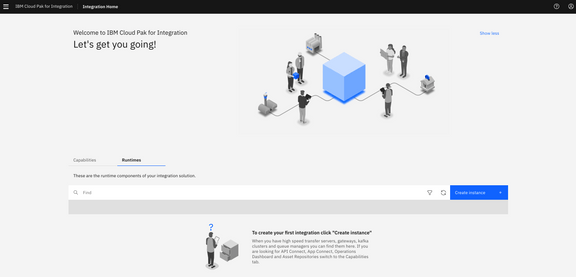 IBM Cloud Pak for Integration
Integration Home
Welcome to IBM Cloud Pak for Integration
Let's get you going!
Show less
Capabilities
Runtimes
These are the runtime components of your integration solution.
Find
Create instance +
?
To create your first integration click "Create instance"
When you have high speed transfer servers, gateways, kafka
clusters and queue managers you can find them here. If you
are looking for API Connect, App Connect, Operations
Dashboard and Asset Repositories switch to the Capabilities
tab.